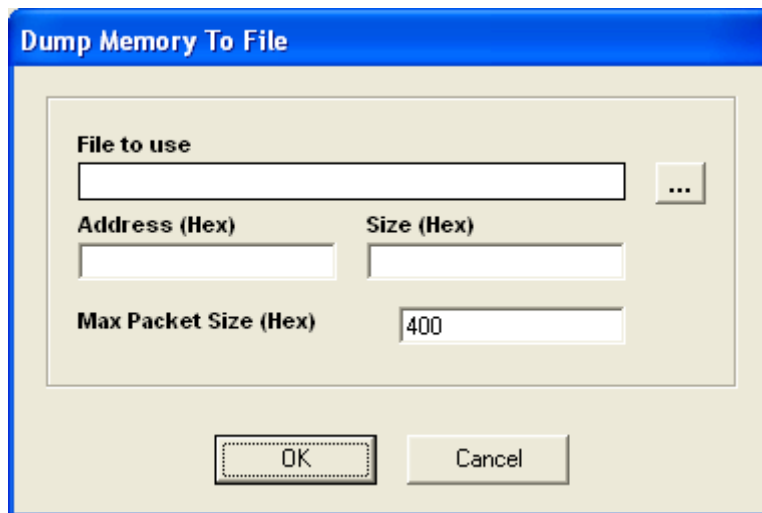 Dump Memory To File
File to use
...
Address (Hex) Size (Hex)
Max Packet Size (Hex) 400
OK Cancel